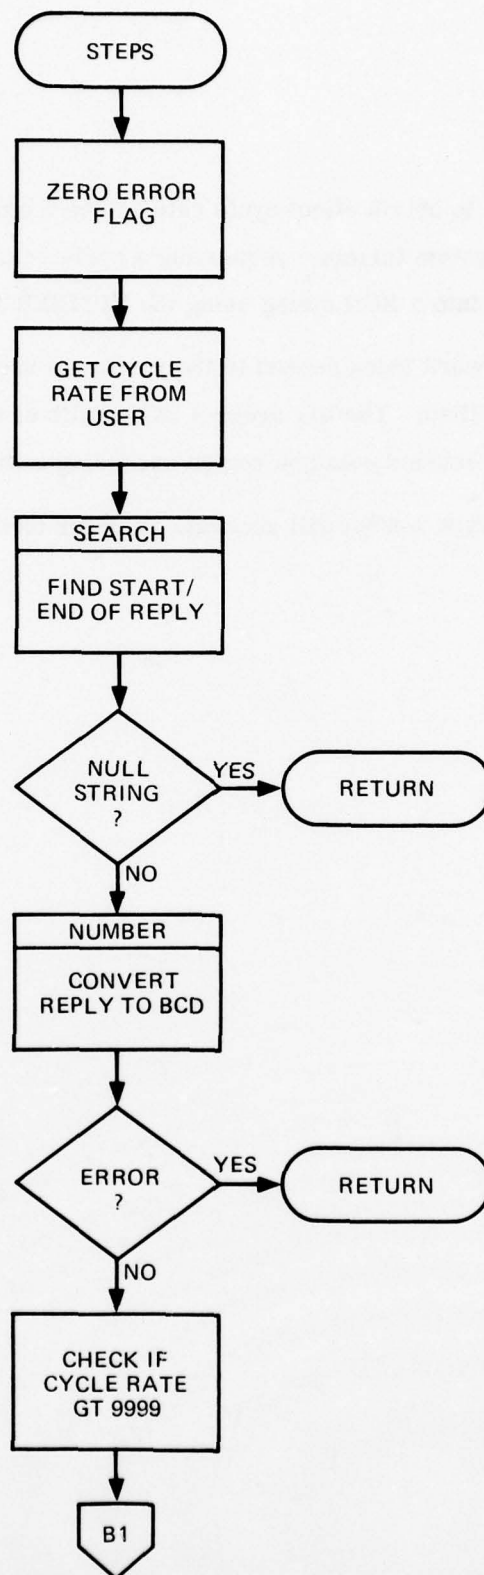 STEPS
ZERO ERROR
FLAG
GET CYCLE
RATE FROM
USER
SEARCH
FIND START/
END OF REPLY
NULL
STRING
?
YES
RETURN
NO
NUMBER
CONVERT
REPLY TO BCD
ERROR
?
YES
RETURN
NO
CHECK IF
CYCLE RATE
GT 9999
B1